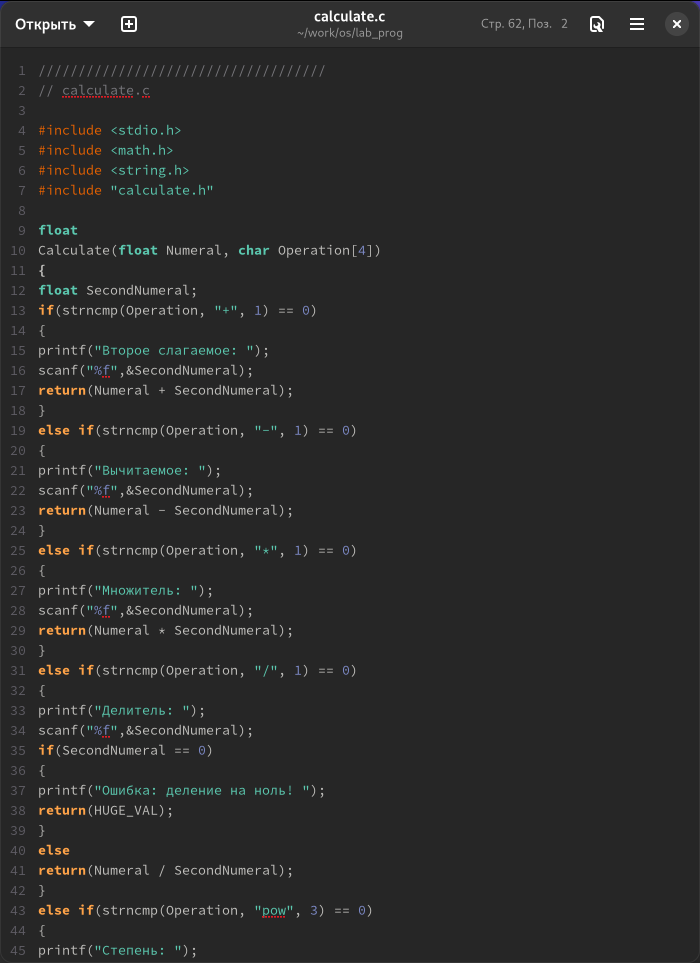 Открыть
calculate.c
~/work/os/lab_prog
Стр. 62, Поз. 2
1 ////////////////////////////////////
2 // calculate.c
3
4 #include <stdio.h>
5 #include <math.h>
6 #include <string.h>
7 #include "calculate.h"
8
9 float
10 Calculate(float Numeral, char Operation[4])
11 {
12 float SecondNumeral;
13 if(strncmp(Operation, "+", 1) == 0)
14 {
15 printf("Второе слагаемое: ");
16 scanf("%f",&SecondNumeral);
17 return(Numeral + SecondNumeral);
18 }
19 else if(strncmp(Operation, "-", 1) == 0)
20 {
21 printf("Вычитаемое: ");
22 scanf("%f",&SecondNumeral);
23 return(Numeral - SecondNumeral);
24 }
25 else if(strncmp(Operation, "*", 1) == 0)
26 {
27 printf("Множитель: ");
28 scanf("%f",&SecondNumeral);
29 return(Numeral * SecondNumeral);
30 }
31 else if(strncmp(Operation, "/", 1) == 0)
32 {
33 printf("Делитель: ");
34 scanf("%f",&SecondNumeral);
35 if(SecondNumeral == 0)
36 {
37 printf("Ошибка: деление на ноль! ");
38 return(HUGE_VAL);
39 }
40 else
41 return(Numeral / SecondNumeral);
42 }
43 else if(strncmp(Operation, "pow", 3) == 0)
44 {
45 printf("Степень: ");